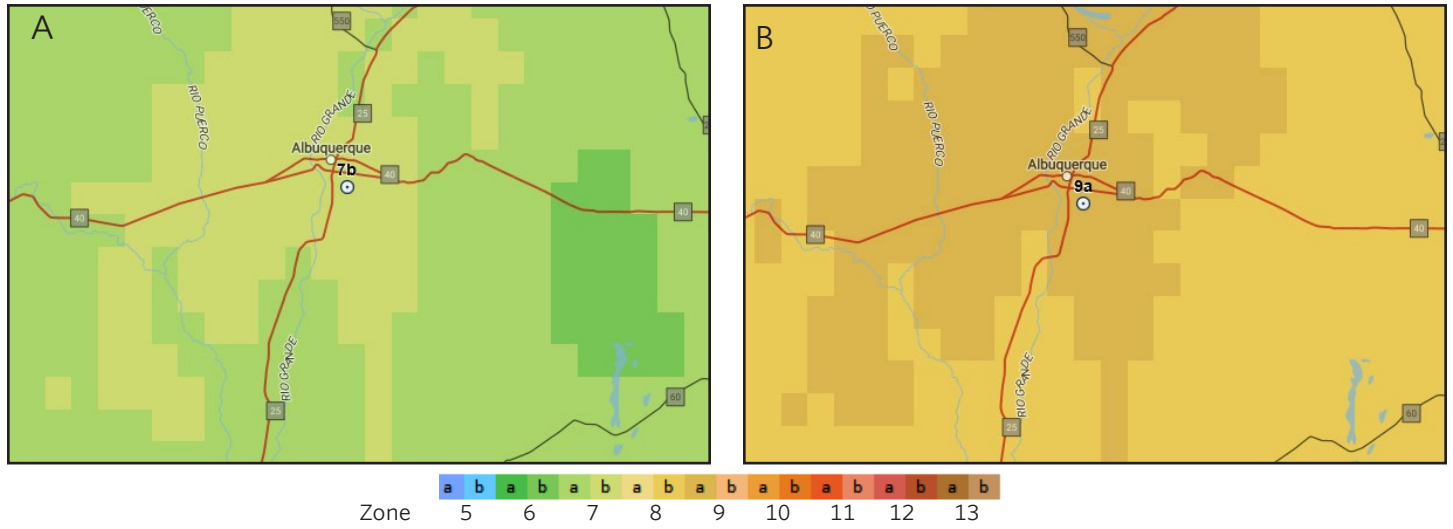 A
RIO PUERCO
550
RIO PUERCO
25
RIO GRANDE
Albuquerque
7b
40
40
40
RIO GRANDE
60
25
B
RIO PUERCO
550
RIO PUERCO
25
RIO GRANDE
Albuquerque
9a
40
40
40
RIO GRANDE
60
25
a b a b a b a b a b a b a b a b a b a b a b
Zone 5 6 7 8 9 10 11 12 13